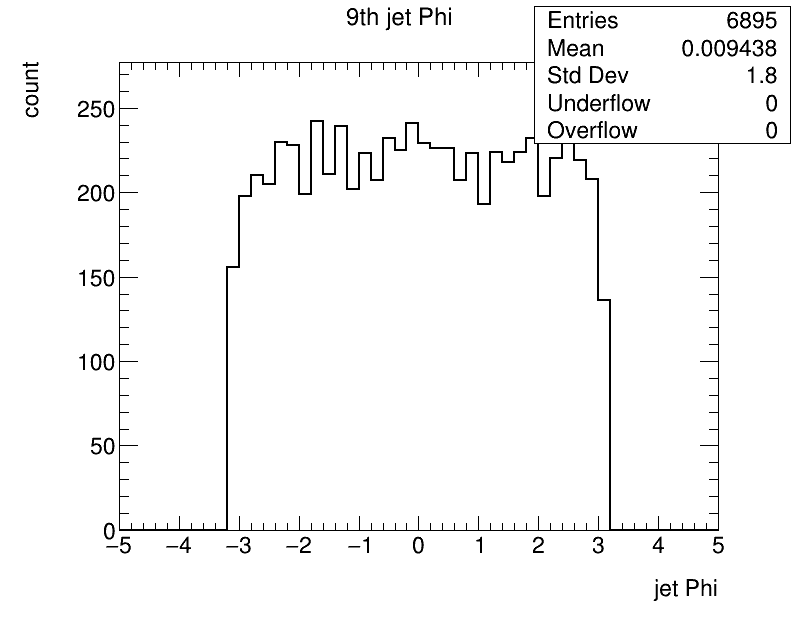 9th jet Phi
Entries 6895
Mean 0.009438
Std Dev 1.8
Underflow 0
Overflow 0
count
250
200
150
100
50
0
−5 −4 −3 −2 −1 0 1 2 3 4 5
jet Phi